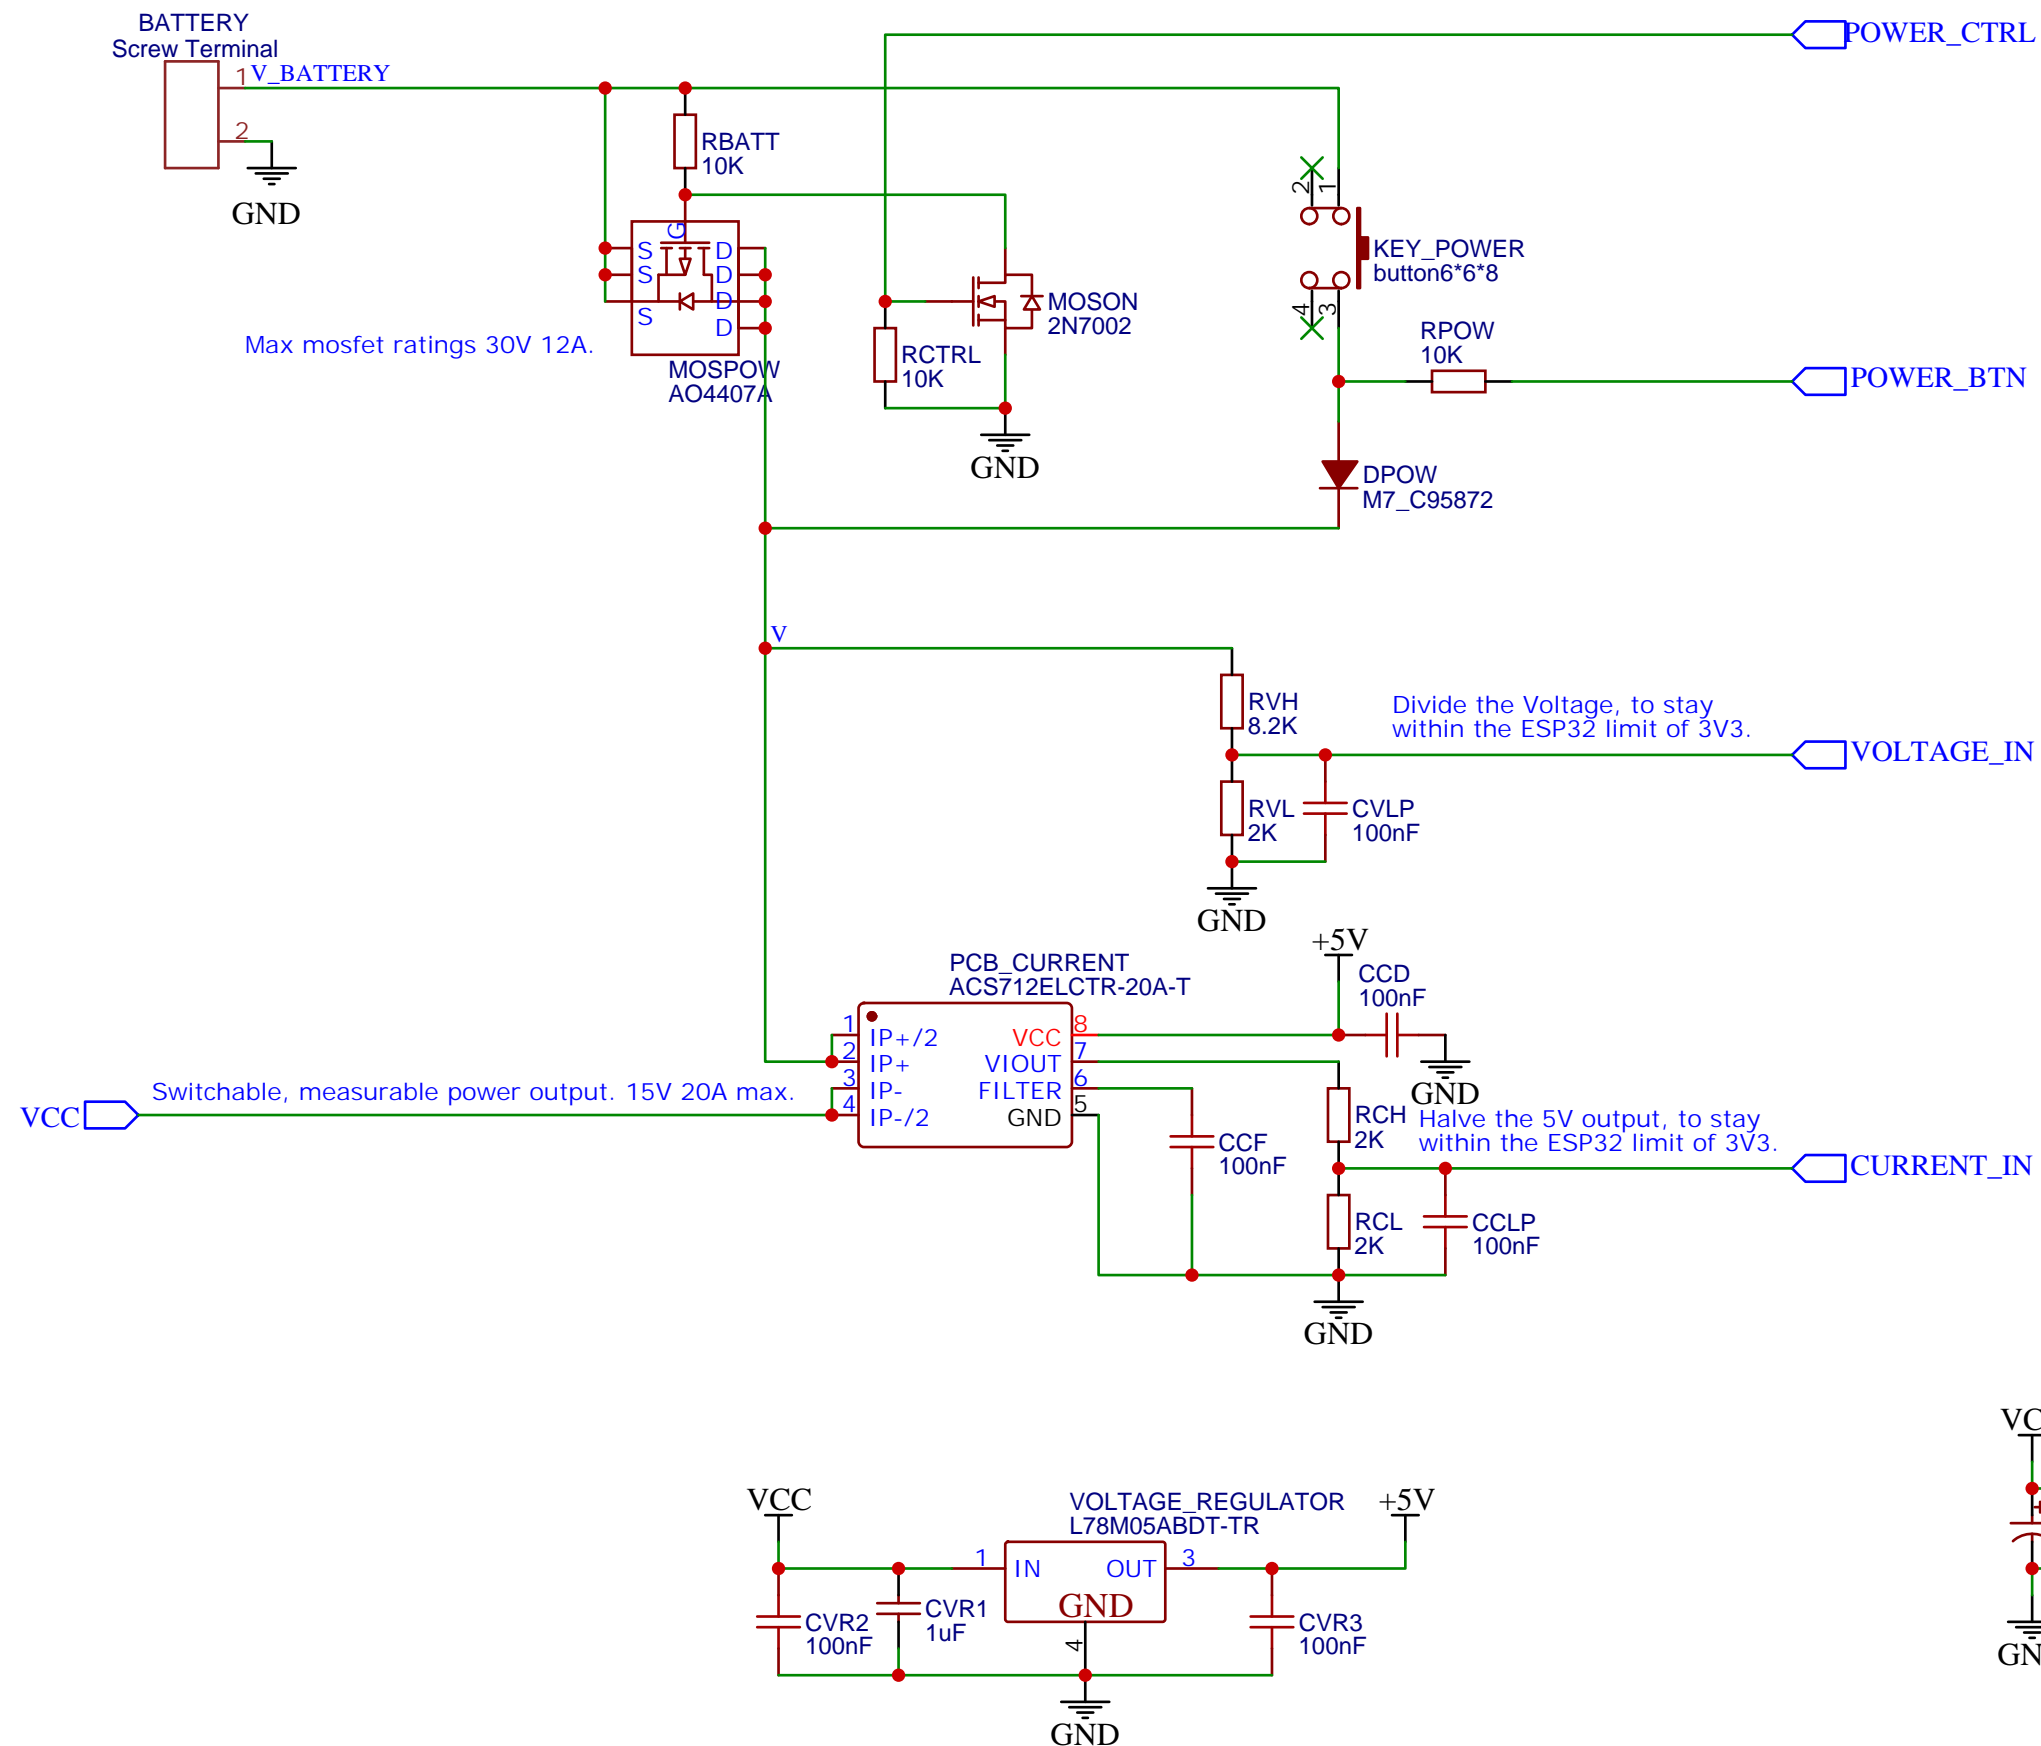 BATTERY
Screw Terminal
1
V_BATTERY
2
GND
POWER_CTRL
RBATT
10K
G
S
S
S
D
D
D
D
MOSPOW
AO4407A
Max mosfet ratings 30V 12A.
MOSON
2N7002
RCTRL
10K
GND
2
1
4
3
KEY_POWER
button6*6*8
RPOW
10K
POWER_BTN
DPOW
M7_C95872
V
RVH
8.2K
Divide the Voltage, to stay
within the ESP32 limit of 3V3.
VOLTAGE_IN
RVL
2K
CVLP
100nF
GND
+5V
CCD
100nF
GND
PCB_CURRENT
ACS712ELCTR-20A-T
1
2
3
4
IP+/2
IP+
IP-
IP-/2
VCC
VIOUT
FILTER
GND
8
7
6
5
VCC
Switchable, measurable power output. 15V 20A max.
CCF
100nF
RCH
2K
Halve the 5V output, to stay
within the ESP32 limit of 3V3.
CURRENT_IN
RCL
2K
CCLP
100nF
GND
VCC
VOLTAGE_REGULATOR
L78M05ABDT-TR
+5V
1
IN
OUT
3
GND
4
CVR2
100nF
CVR1
1uF
CVR3
100nF
GND